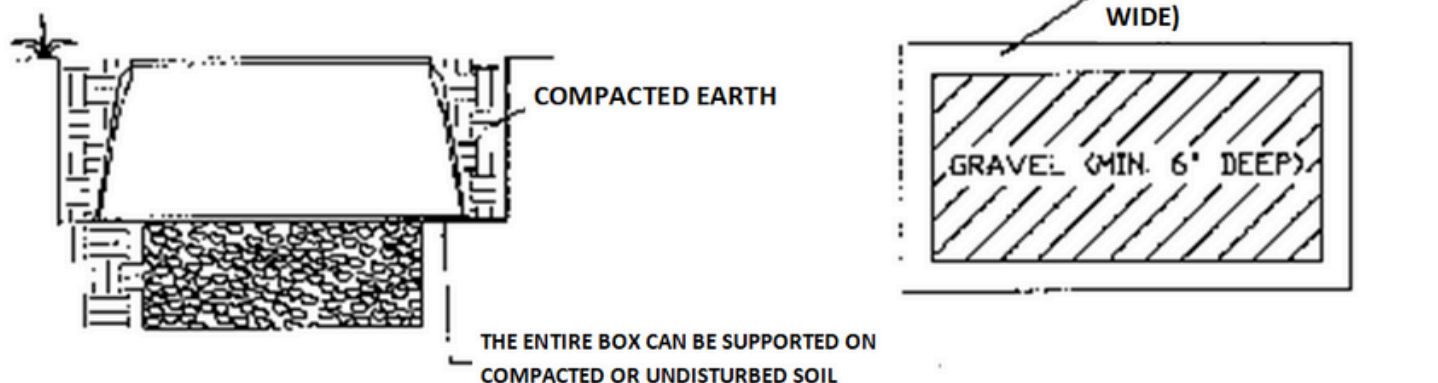 WIDE)
COMPACTED EARTH
GRAVEL (MIN. 6" DEEP)
THE ENTIRE BOX CAN BE SUPPORTED ON
COMPACTED OR UNDISTURBED SOIL